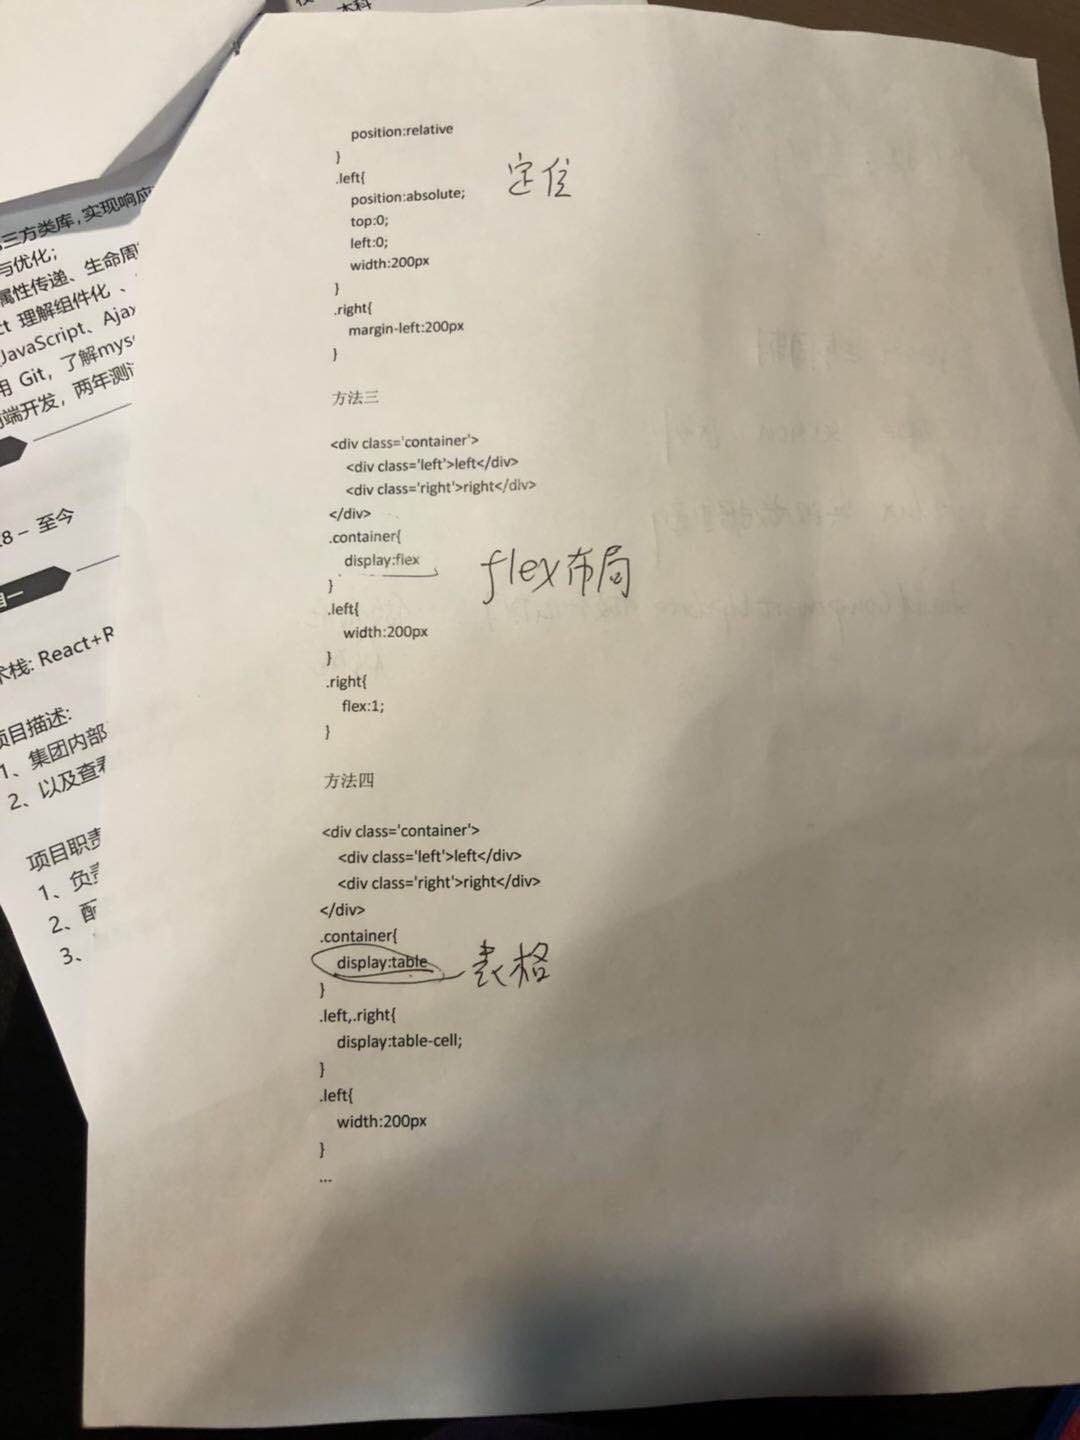 本科
三方类库,实现响应
与优化;
属性传递、生命周
ct 理解组件化 、
JavaScript、Ajax
用 Git，了解mys
端开发，两年测
8 – 至今
目一
术栈: React+R
项目描述:
1、集团内部
2、以及查看
项目职责
1、负责
2、配
3、
position:relative
}
.left{
定位
position:absolute;
top:0;
left:0;
width:200px
}
.right{
margin-left:200px
}
方法三
<div class='container'>
<div class='left'>left</div>
<div class='right'>right</div>
</div>
.container{
display:flex
flex布局
}
.left{
width:200px
}
.right{
flex:1;
}
方法四
<div class='container'>
<div class='left'>left</div>
<div class='right'>right</div>
</div>
.container{
display:table
表格
}
.left,.right{
display:table-cell;
}
.left{
width:200px
}
...